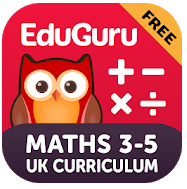 EduGuru
FREE
+ −
× ÷
MATHS 3-5
UK CURRICULUM